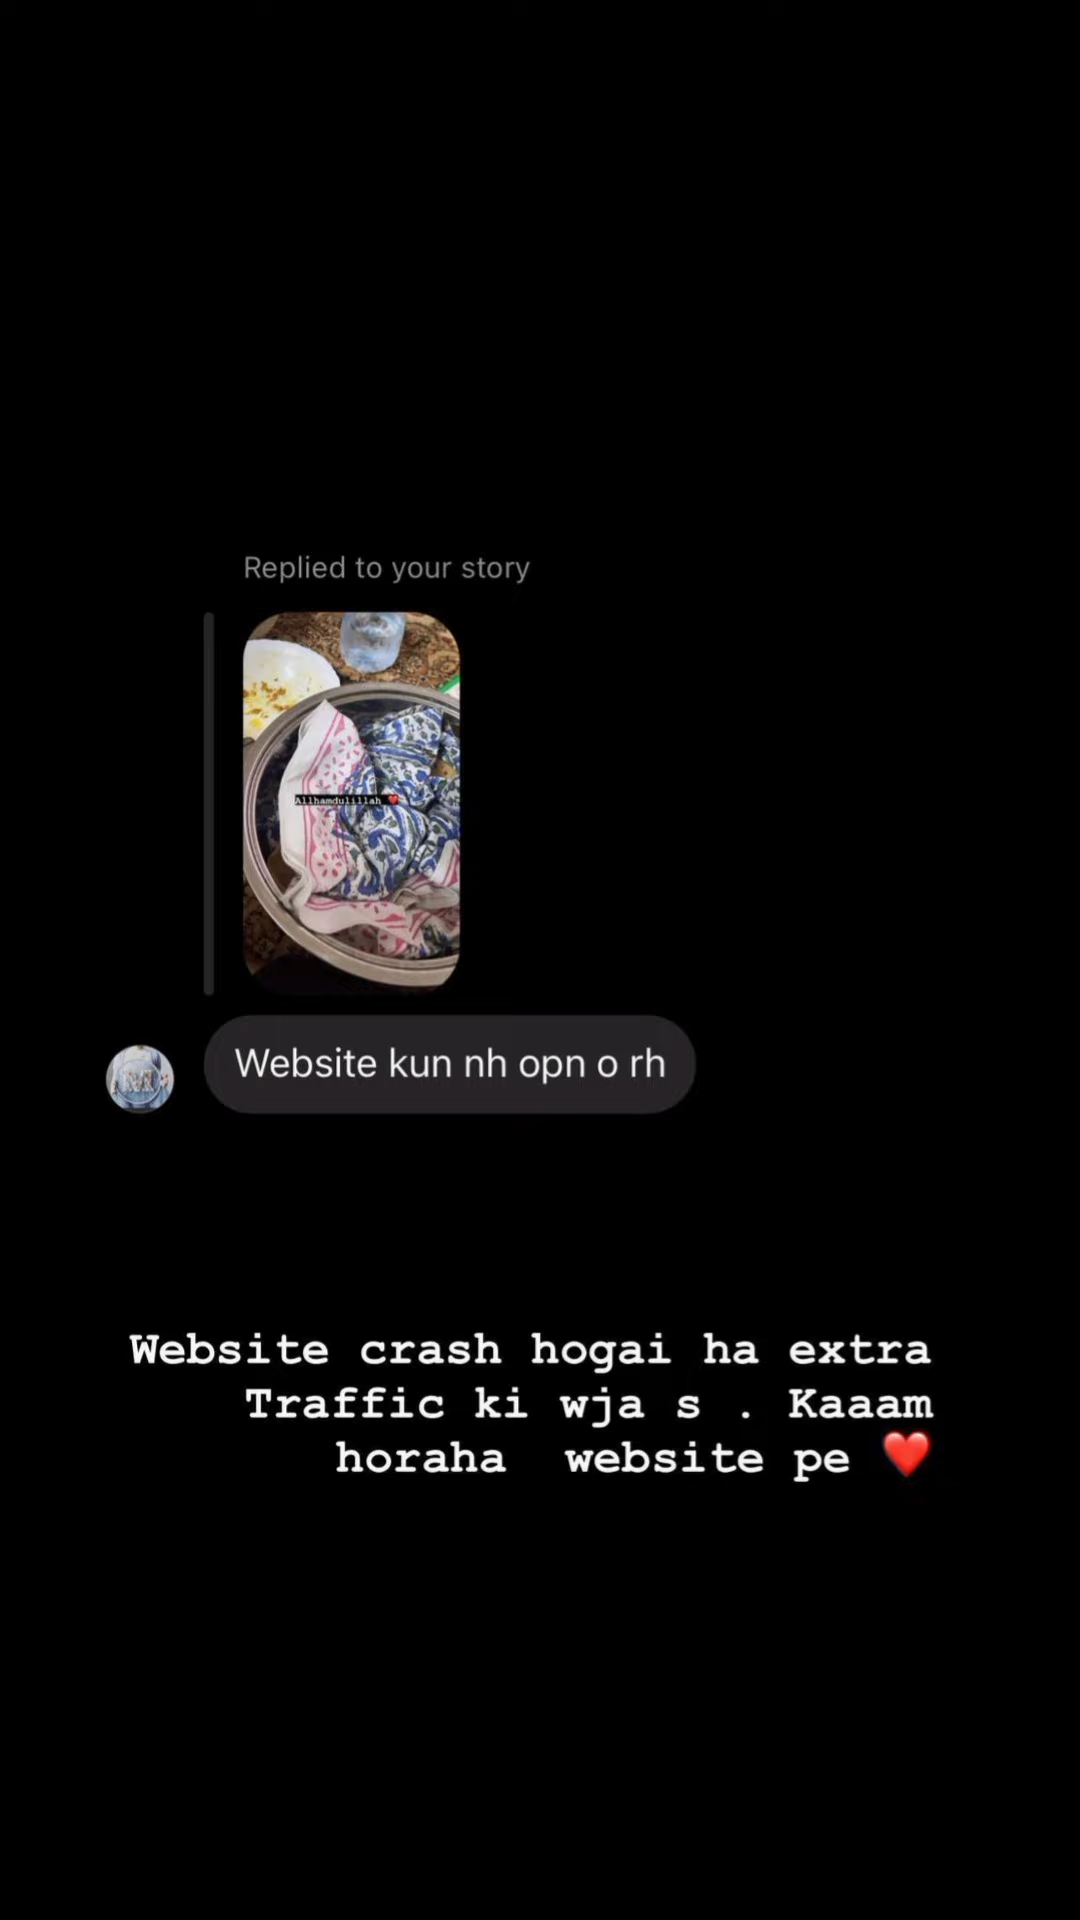 Replied to your story
Allhamdulillah ❤️
Website kun nh opn o rh
Website crash hogai ha extra
Traffic ki wja s . Kaaam
horaha website pe ❤️